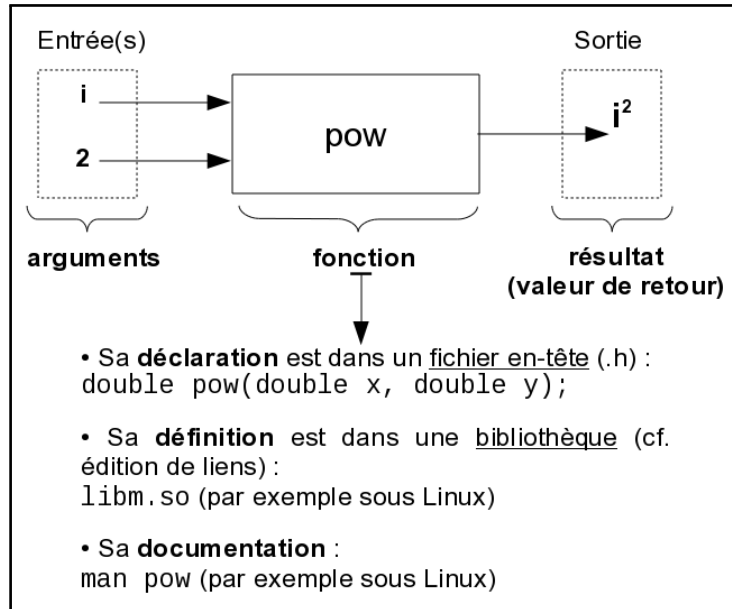 Entrée(s) Sortie
i
2
pow
i²
arguments fonction résultat
(valeur de retour)
• Sa déclaration est dans un fichier en-tête (.h) :
double pow(double x, double y);
• Sa définition est dans une bibliothèque (cf.
édition de liens) :
libm.so (par exemple sous Linux)
• Sa documentation :
man pow (par exemple sous Linux)